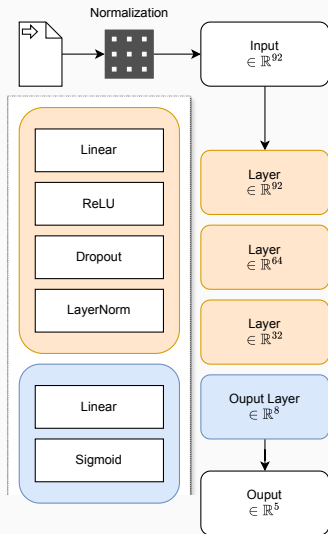 Normalization
Input
∈ ℝ^92
Linear
ReLU
Dropout
LayerNorm
Linear
Sigmoid
Layer
∈ ℝ^92
Layer
∈ ℝ^64
Layer
∈ ℝ^32
Ouput Layer
∈ ℝ^8
Ouput
∈ ℝ^5